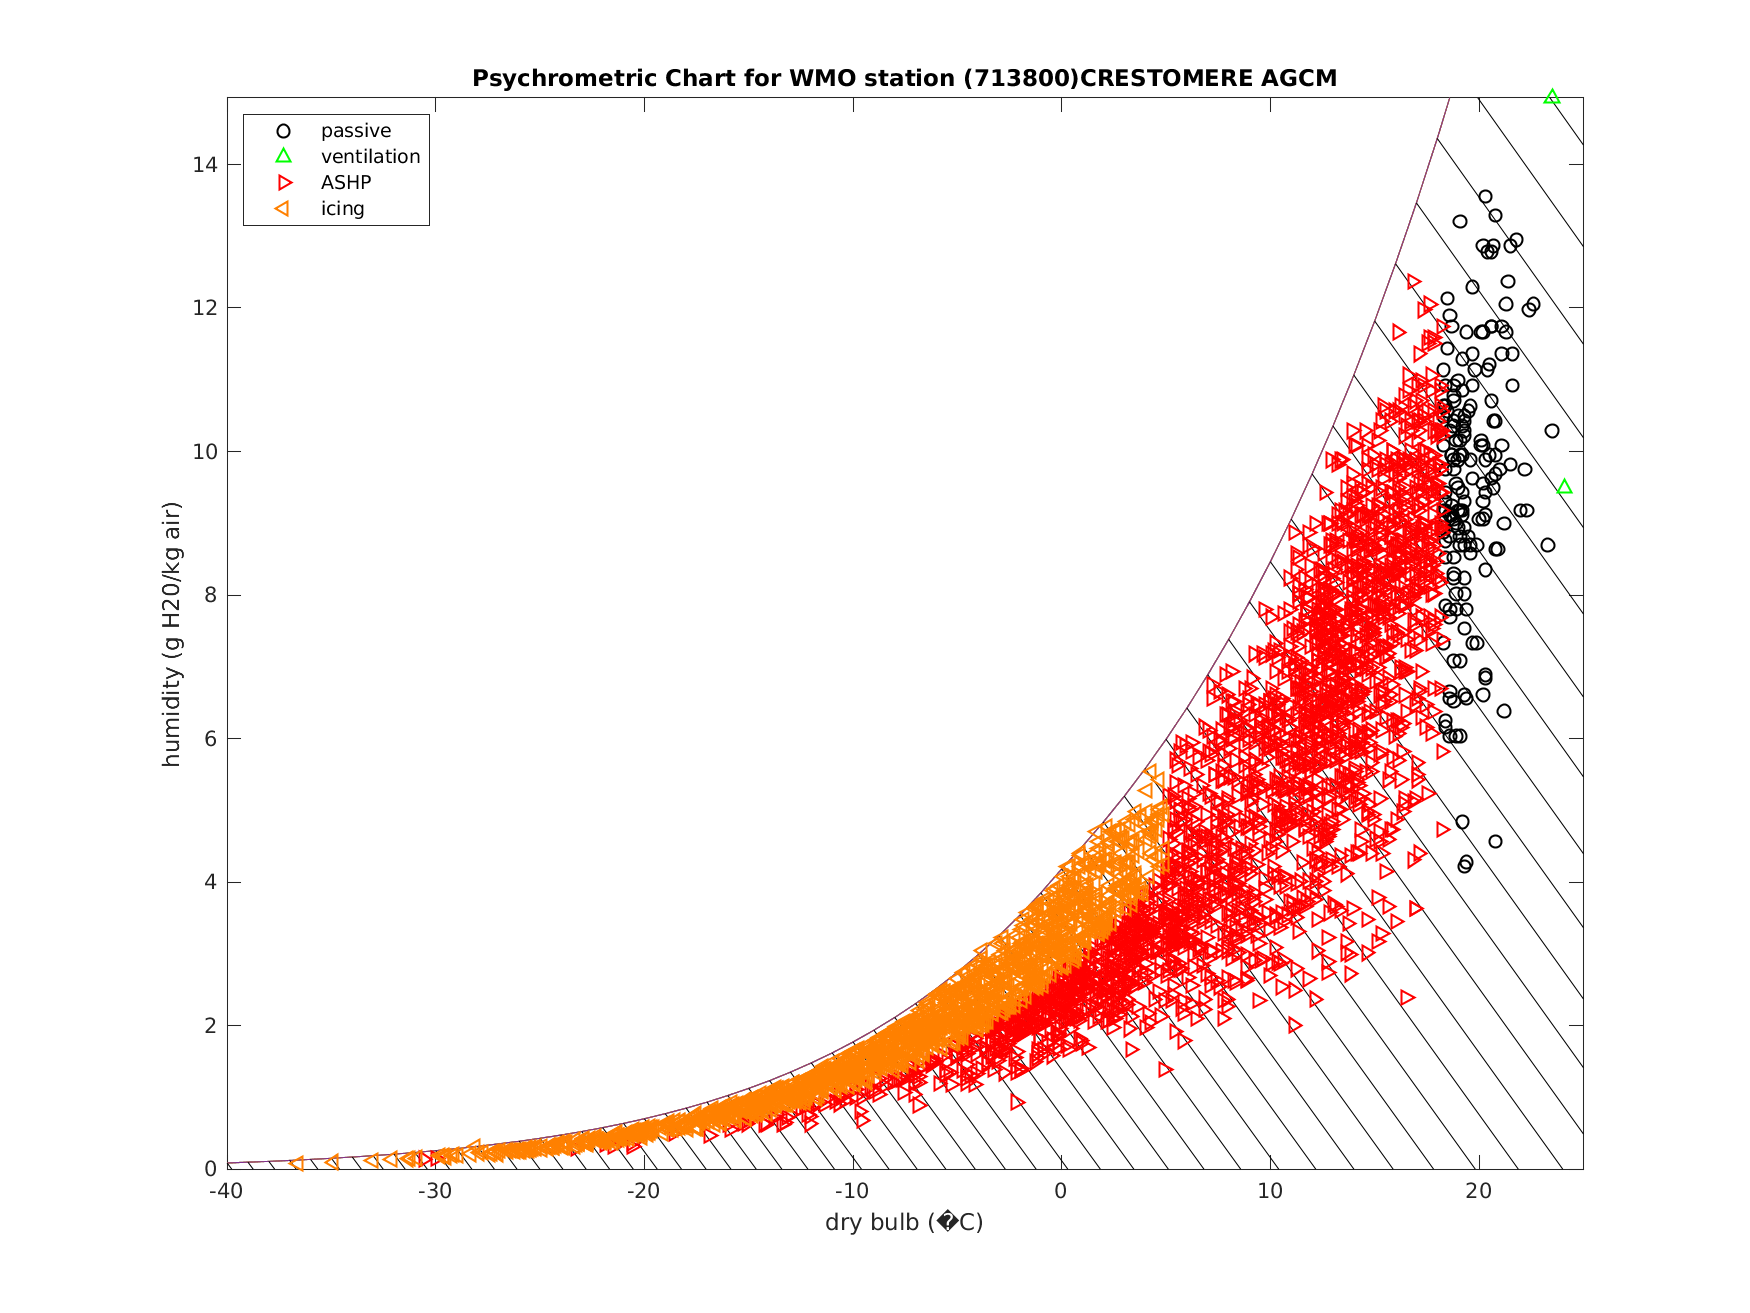 Psychrometric Chart for WMO station (713800)CRESTOMERE AGCM
passive
ventilation
ASHP
icing
humidity (g H20/kg air)
14
12
10
8
6
4
2
0
-40 -30 -20 -10 0 10 20
dry bulb (�C)